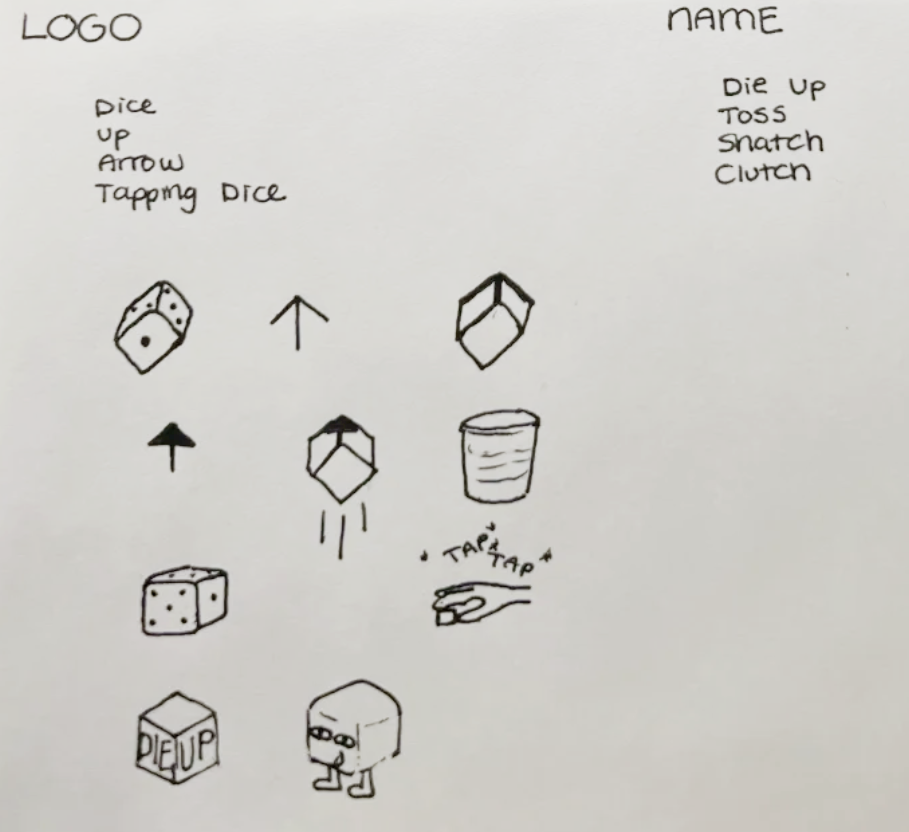 LOGO
NAME
Dice
Up
Arrow
Tapping Dice
Die Up
Toss
Snatch
Clutch
TAP
TAP
DIE UP